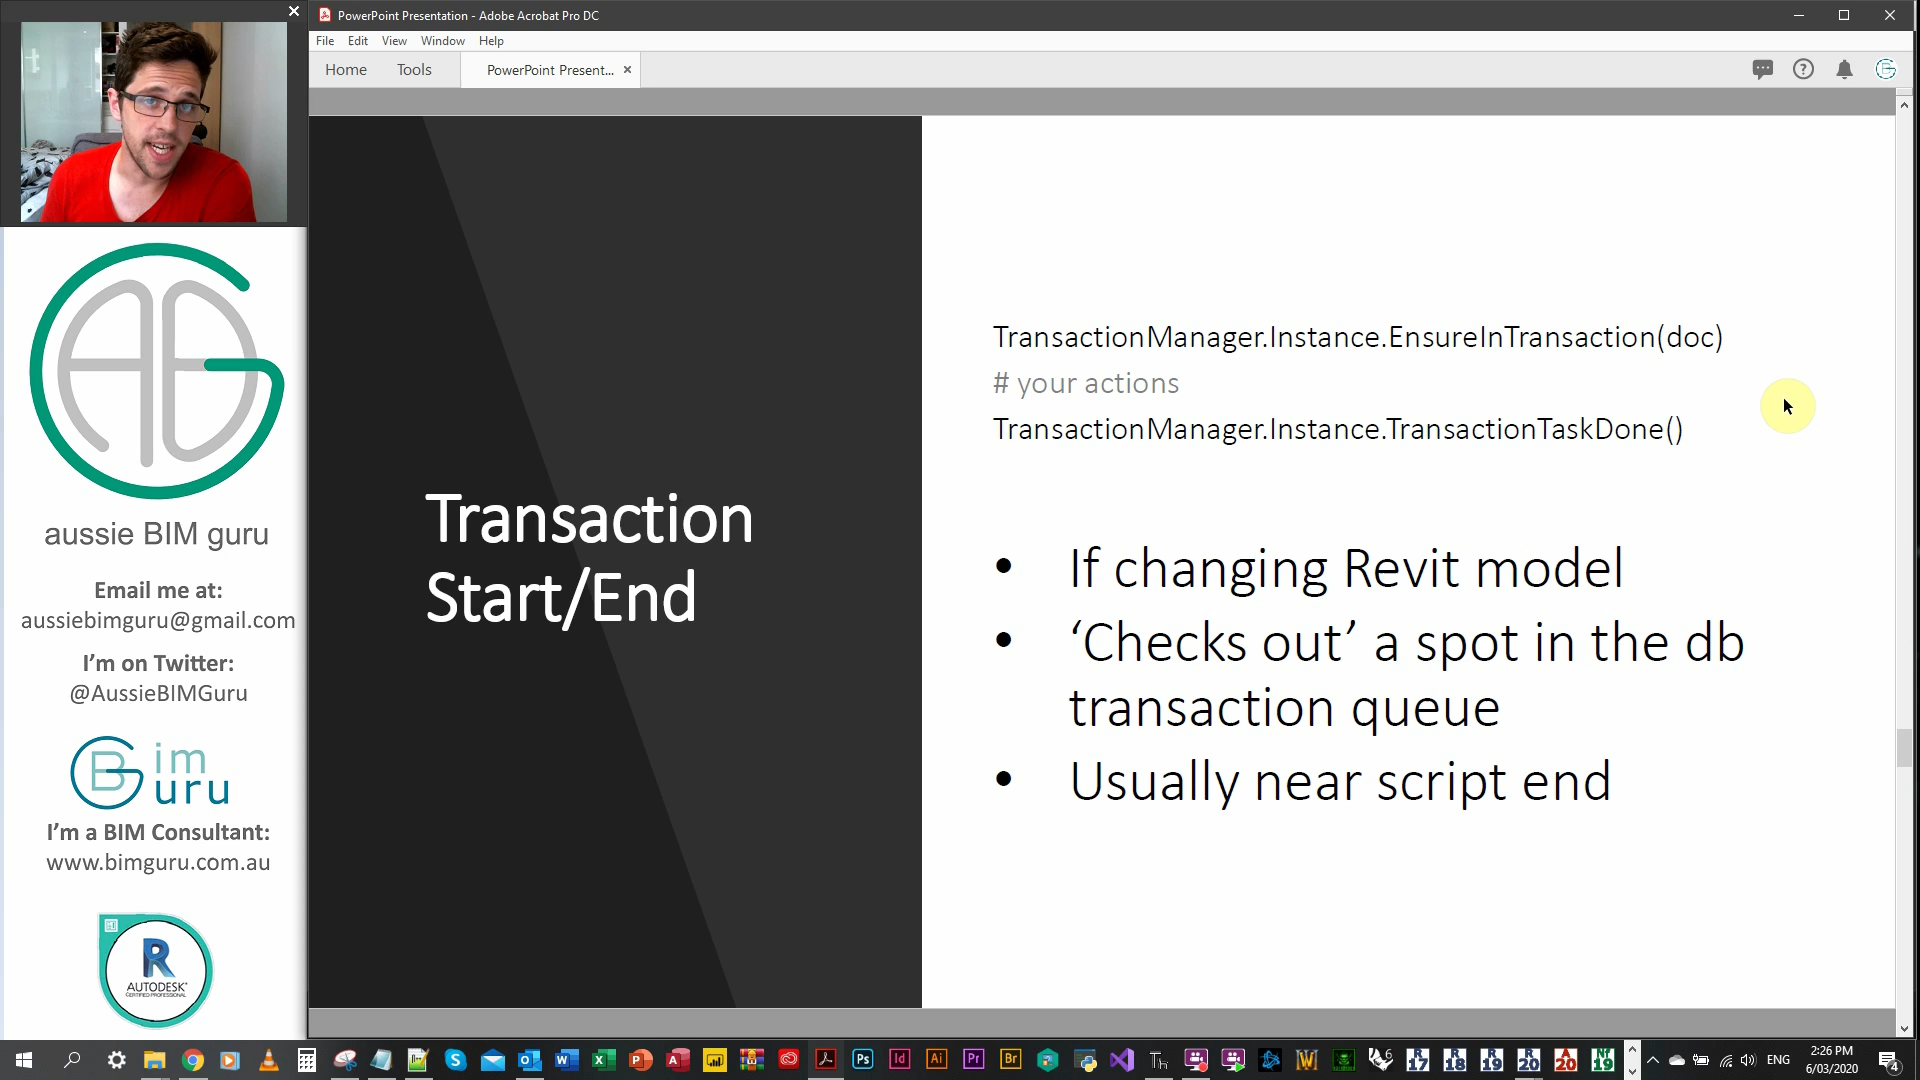 PowerPoint Presentation - Adobe Acrobat Pro DC
File Edit View Window Help
Home Tools PowerPoint Present...
aussie BIM guru
Email me at:
aussiebimguru@gmail.com
I'm on Twitter:
@AussieBIMGuru
im
uru
I'm a BIM Consultant:
www.bimguru.com.au
R
AUTODESK
CERTIFIED PROFESSIONAL
Transaction
Start/End
TransactionManager.Instance.EnsureInTransaction(doc)
# your actions
TransactionManager.Instance.TransactionTaskDone()
• If changing Revit model
• ‘Checks out’ a spot in the db
transaction queue
• Usually near script end
ENG
2:26 PM
6/03/2020